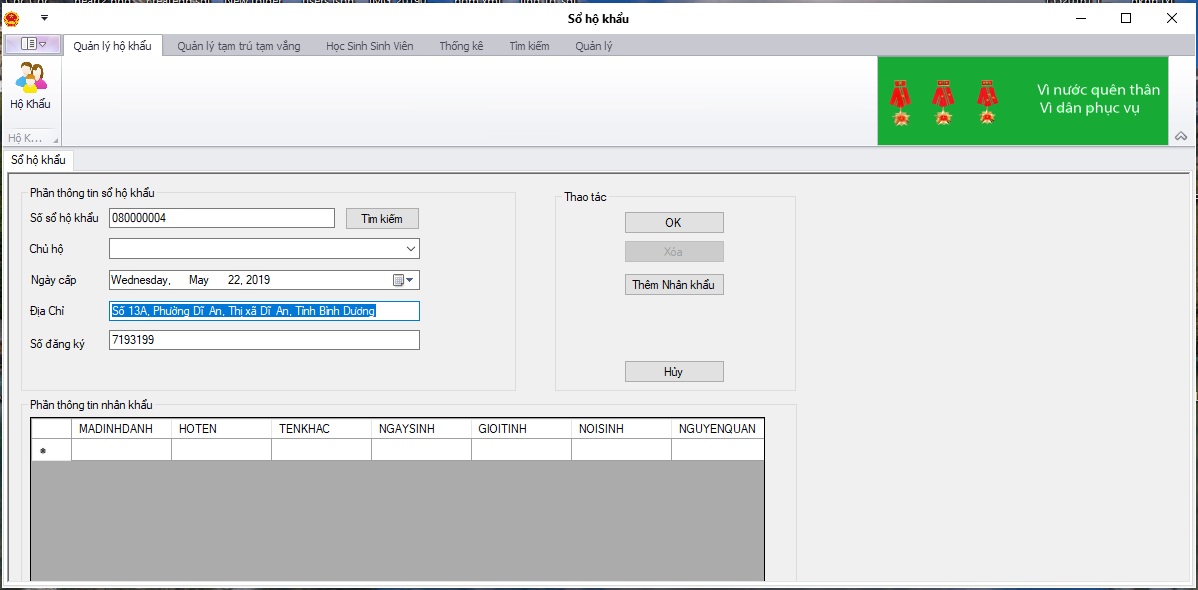 Sổ hộ khẩu
Quản lý hộ khẩu Quản lý tạm trú tạm vắng Học Sinh Sinh Viên Thống kê Tìm kiếm Quản lý
Hộ Khẩu
Hộ K...
Vì nước quên thân
Vì dân phục vụ
Sổ hộ khẩu
Phần thông tin sổ hộ khẩu
Số sổ hộ khẩu 080000004 Tìm kiếm
Chủ hộ
Ngày cấp Wednesday, May 22, 2019
Địa Chỉ Số 13A, Phường Dĩ An, Thị xã Dĩ An, Tỉnh Bình Dương
Số đăng ký 7193199
Thao tác
OK
Xóa
Thêm Nhân khẩu
Hủy
Phần thông tin nhân khẩu
MADINHDANH HOTEN TENKHAC NGAYSINH GIOITINH NOISINH NGUYENQUAN